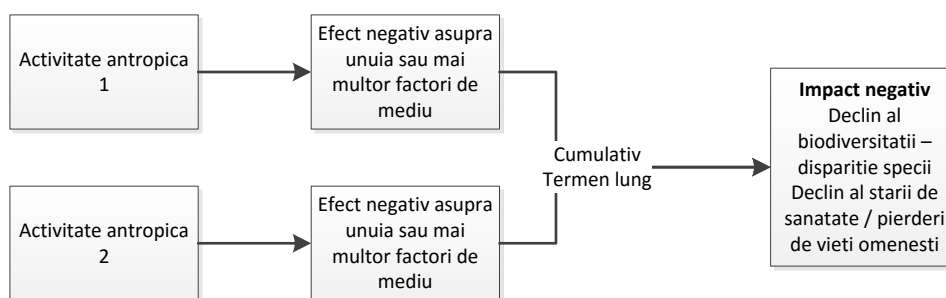 Activitate antropica
1
Efect negativ asupra
unuia sau mai
multor factori de
mediu
Activitate antropica
2
Efect negativ asupra
unuia sau mai
multor factori de
mediu
Cumulativ
Termen lung
Impact negativ
Declin al
biodiversitatii –
disparitie specii
Declin al starii de
sanatate / pierderi
de vieti omenesti